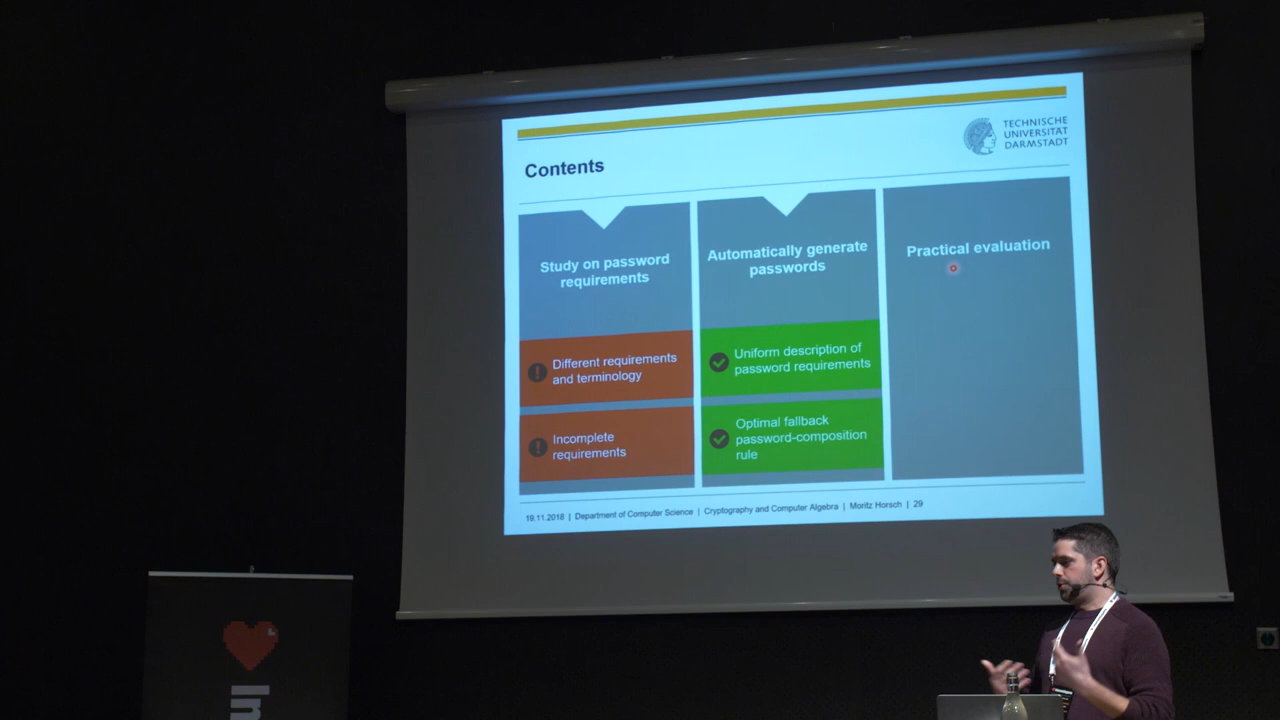 TECHNISCHE
UNIVERSITÄT
DARMSTADT
Contents
Study on password
requirements
Different requirements
and terminology
Incomplete
requirements
Automatically generate
passwords
Uniform description of
password requirements
Optimal fallback
password-composition
rule
Practical evaluation
19.11.2018 | Department of Computer Science | Cryptography and Computer Algebra | Moritz Horsch | 29
In